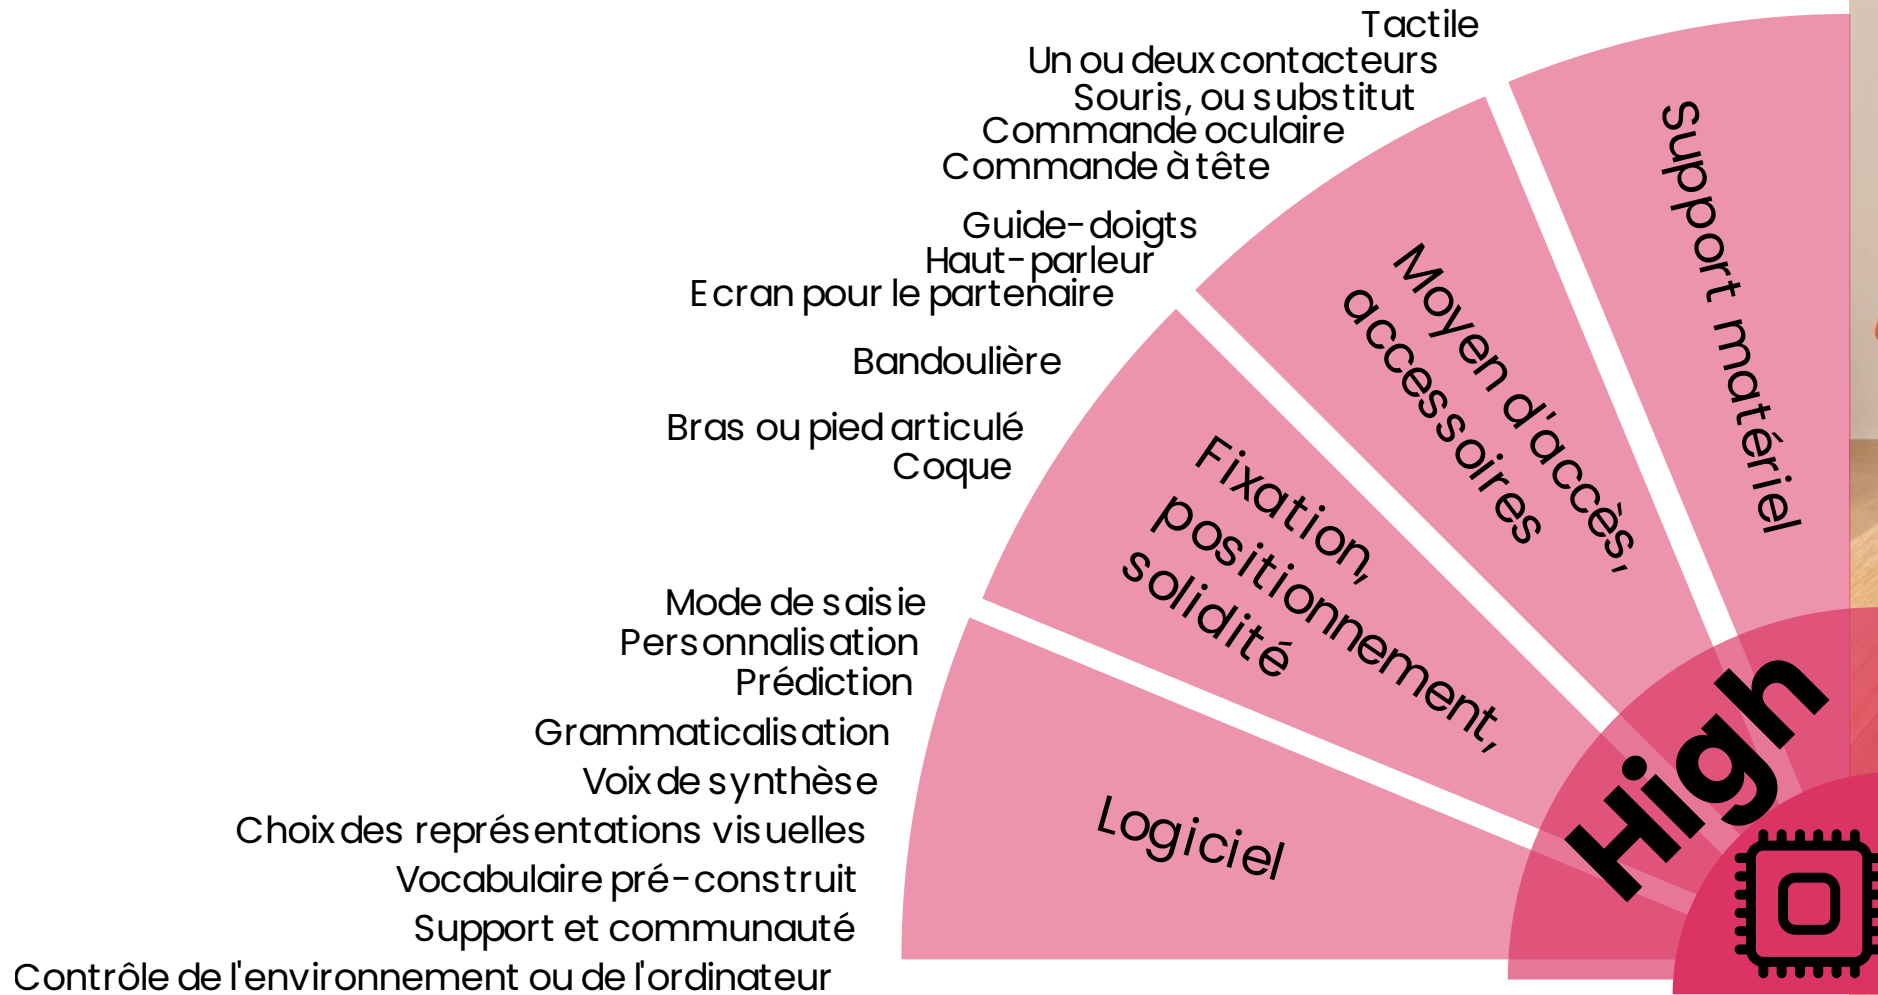 Tactile
Un ou deux contacteurs
Souris, ou substitut
Commande oculaire
Commande à tête
Guide-doigts
Haut-parleur
Ecran pour le partenaire
Bandoulière
Bras ou pied articulé
Coque
Mode de saisie
Personnalisation
Prédiction
Grammaticalisation
Voix de synthèse
Choix des représentations visuelles
Vocabulaire pré-construit
Support et communauté
Contrôle de l'environnement ou de l'ordinateur
Support matériel
Moyen d'accès,
accessoires
Fixation,
positionnement,
solidité
Logiciel
High